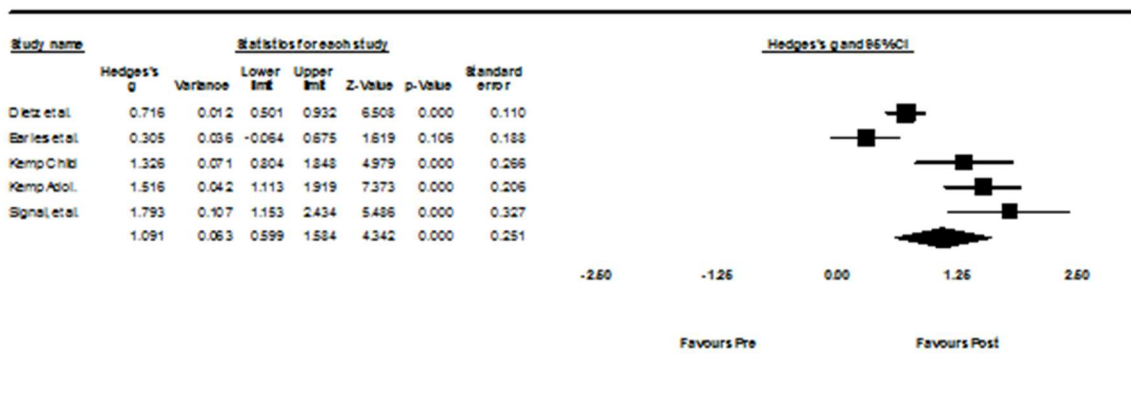 Study name Statistics for each study Hedges's g and 95% CI
Hedges's g Variance Lower limit Upper limit Z-Value p-Value Standard error
Dietz et al. 0.716 0.012 0.501 0.932 6.508 0.000 0.110
Earles et al. 0.305 0.036 -0.064 0.675 1.619 0.106 0.188
Kemp Child 1.326 0.071 0.804 1.848 4.979 0.000 0.266
Kemp Adol. 1.516 0.042 1.113 1.919 7.373 0.000 0.206
Signal, et al. 1.793 0.107 1.153 2.434 5.486 0.000 0.327
1.091 0.063 0.599 1.584 4.342 0.000 0.251
-2.50 -1.25 0.00 1.25 2.50
Favours Pre Favours Post